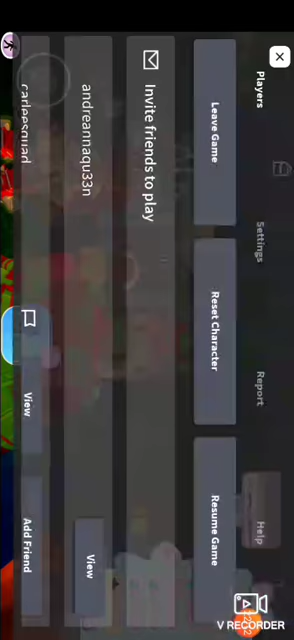 Players
Settings
Report
Help
Leave Game
Reset Character
Resume Game
Invite friends to play
andreannaqu33n
View
carleesquad
View
Add Friend
V RECORDER